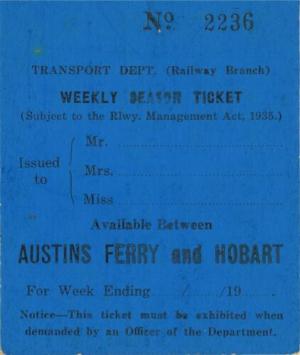 No. 2236
TRANSPORT DEPT. (Railway Branch)
WEEKLY SEASON TICKET
(Subject to the Rlwy. Management Act, 1935.)
Mr.
Issued to
Mrs.
Miss
Available Between
AUSTINS FERRY and HOBART
For Week Ending / /19
Notice—This ticket must be exhibited when
demanded by an Officer of the Department.